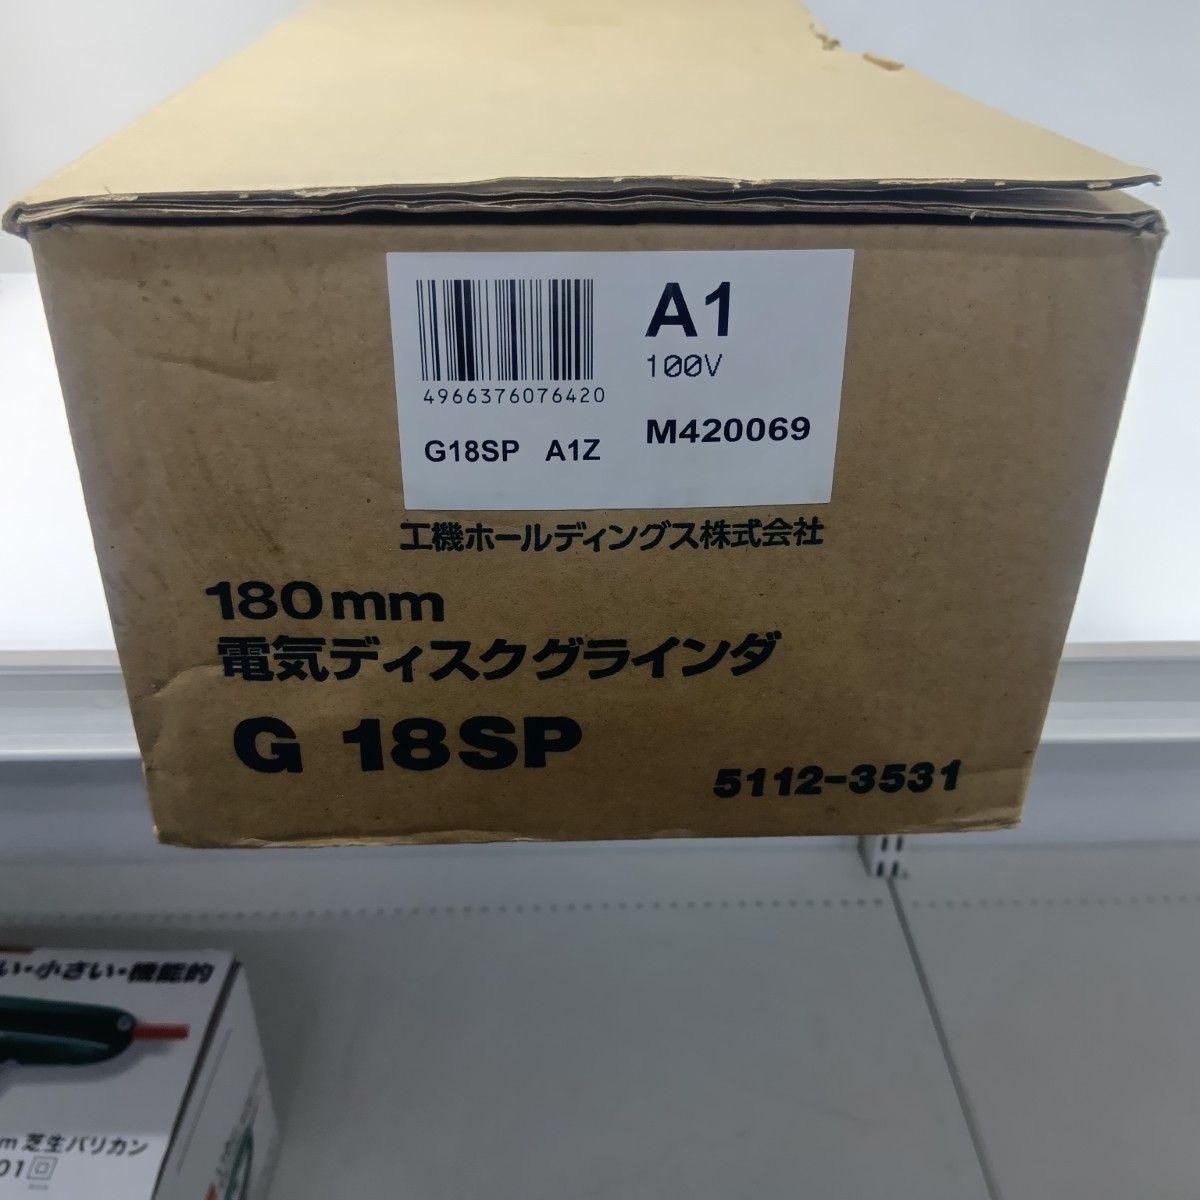 A1
100V
4966376076420
G18SP A1Z
M420069
工機ホールディングス株式会社
180mm
電気ディスクグラインダ
G 18SP
5112-3531
い・小さい・機能的
m 芝生バリカン
01